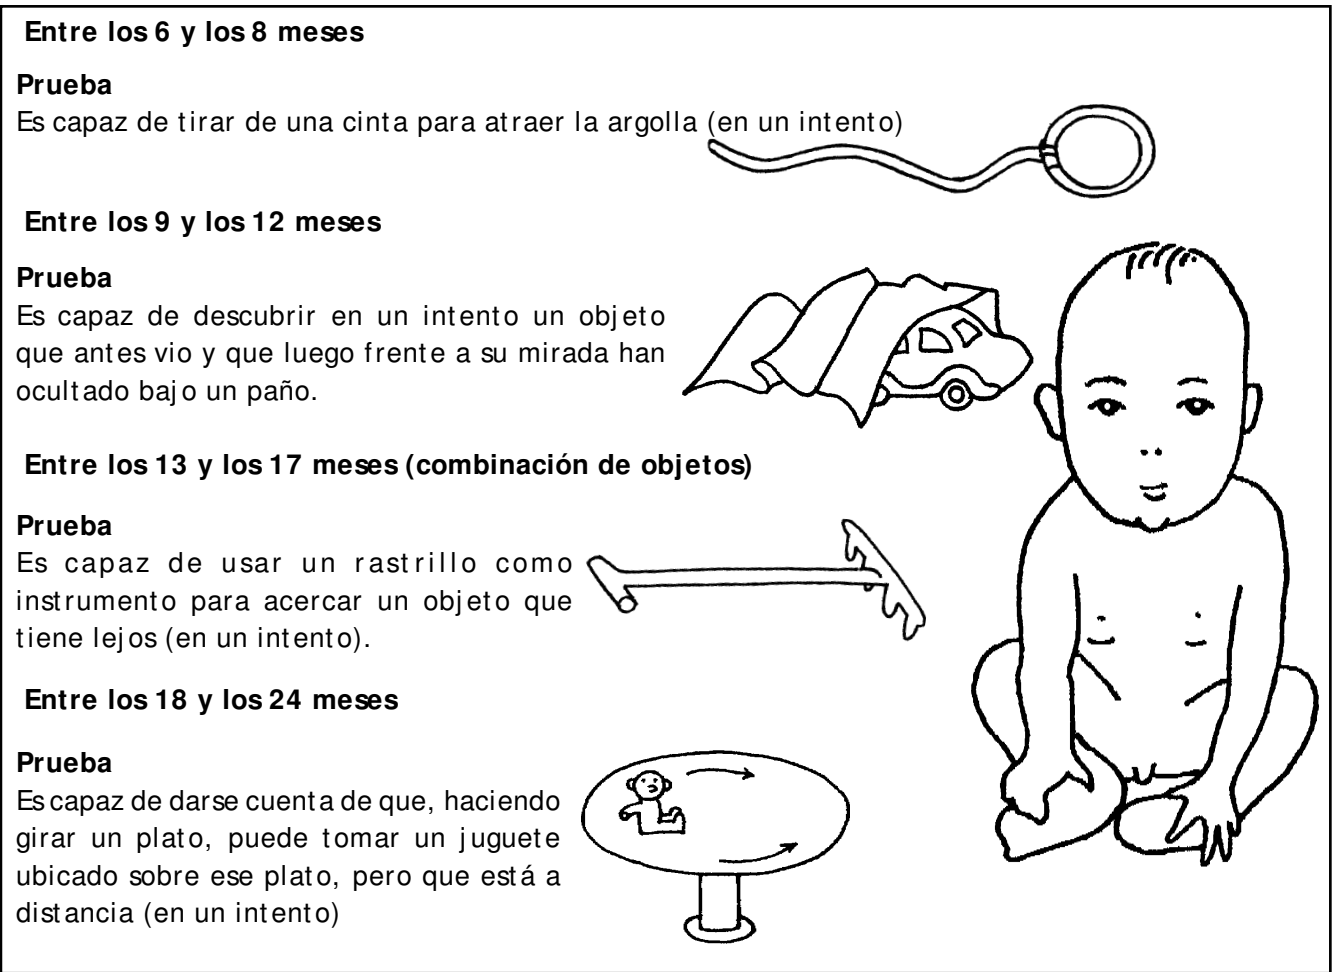 Entre los 6 y los 8 meses
Prueba
Es capaz de tirar de una cinta para atraer la argolla (en un intento)
Entre los 9 y los 12 meses
Prueba
Es capaz de descubrir en un intento un objeto
que antes vio y que luego frente a su mirada han
ocultado bajo un paño.
Entre los 13 y los 17 meses (combinación de objetos)
Prueba
Es capaz de usar un rastrillo como
instrumento para acercar un objeto que
tiene lejos (en un intento).
Entre los 18 y los 24 meses
Prueba
Es capaz de darse cuenta de que, haciendo
girar un plato, puede tomar un juguete
ubicado sobre ese plato, pero que está a
distancia (en un intento)